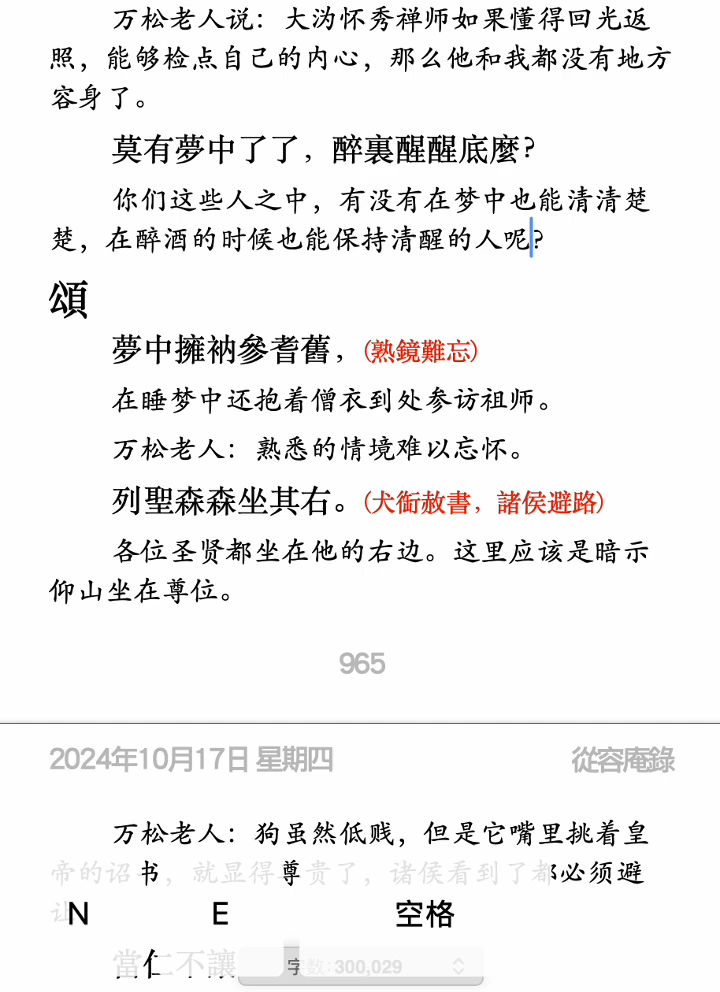 万松老人说：大沩怀秀禅师如果懂得回光返
照，能够检点自己的内心，那么他和我都没有地方
容身了。
莫有夢中了了，醉裏醒醒底麼？
你们这些人之中，有没有在梦中也能清清楚
楚，在醉酒的时候也能保持清醒的人呢？
頌
夢中擁衲參耆舊，(熟鏡難忘)
在睡梦中还抱着僧衣到处参访祖师。
万松老人：熟悉的情境难以忘怀。
列聖森森坐其右。(犬銜赦書，諸侯避路)
各位圣贤都坐在他的右边。这里应该是暗示
仰山坐在尊位。
965
2024年10月17日 星期四 從容庵錄
万松老人：狗虽然低贱，但是它嘴里挑着皇
帝的诏书，就显得尊贵了，诸侯看到了都必须避
让
N E 空格
當仁不讓
字数：300,029